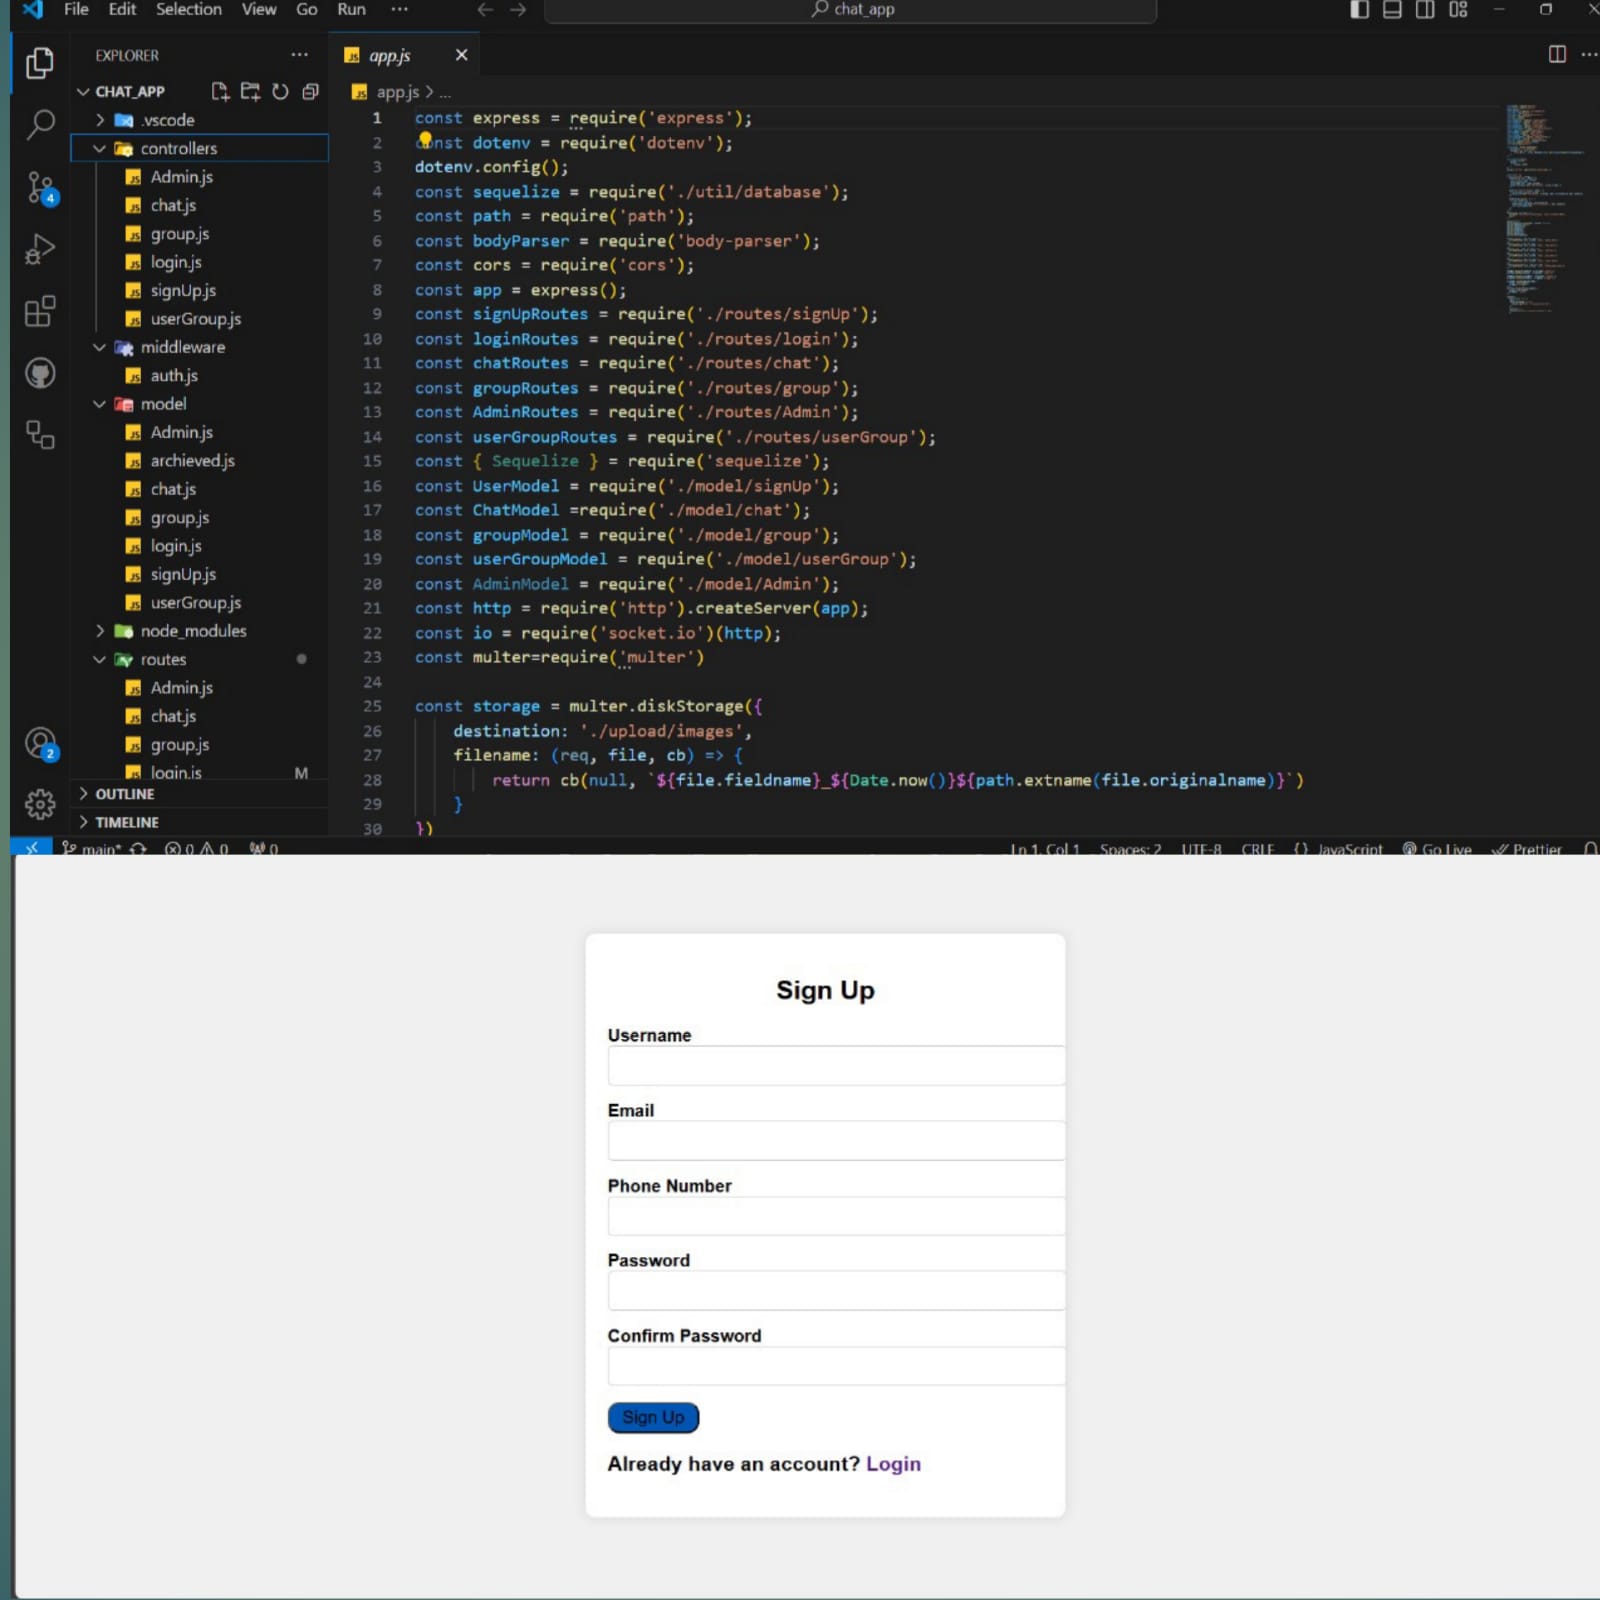 File Edit Selection View Go Run ··· chat_app
EXPLORER ···
CHAT_APP
.vscode
controllers
Admin.js
chat.js
group.js
login.js
signUp.js
userGroup.js
middleware
auth.js
model
Admin.js
archieved.js
chat.js
group.js
login.js
signUp.js
userGroup.js
node_modules
routes
Admin.js
chat.js
group.js
login.js M
OUTLINE
TIMELINE
4
2
app.js
app.js > ...
1 const express = require('express');
2 const dotenv = require('dotenv');
3 dotenv.config();
4 const sequelize = require('./util/database');
5 const path = require('path');
6 const bodyParser = require('body-parser');
7 const cors = require('cors');
8 const app = express();
9 const signUpRoutes = require('./routes/signUp');
10 const loginRoutes = require('./routes/login');
11 const chatRoutes = require('./routes/chat');
12 const groupRoutes = require('./routes/group');
13 const AdminRoutes = require('./routes/Admin');
14 const userGroupRoutes = require('./routes/userGroup');
15 const { Sequelize } = require('sequelize');
16 const UserModel = require('./model/signUp');
17 const ChatModel =require('./model/chat');
18 const groupModel = require('./model/group');
19 const userGroupModel = require('./model/userGroup');
20 const AdminModel = require('./model/Admin');
21 const http = require('http').createServer(app);
22 const io = require('socket.io')(http);
23 const multer=require('multer')
24
25 const storage = multer.diskStorage({
26 destination: './upload/images',
27 filename: (req, file, cb) => {
28 return cb(null, `${file.fieldname}_${Date.now()}${path.extname(file.originalname)}`)
29 }
30 })
main* 0 0 0 Ln 1, Col 1 Spaces: 2 UTF-8 CRLF {} JavaScript Go Live Prettier
Sign Up
Username
Email
Phone Number
Password
Confirm Password
Sign Up
Already have an account? Login